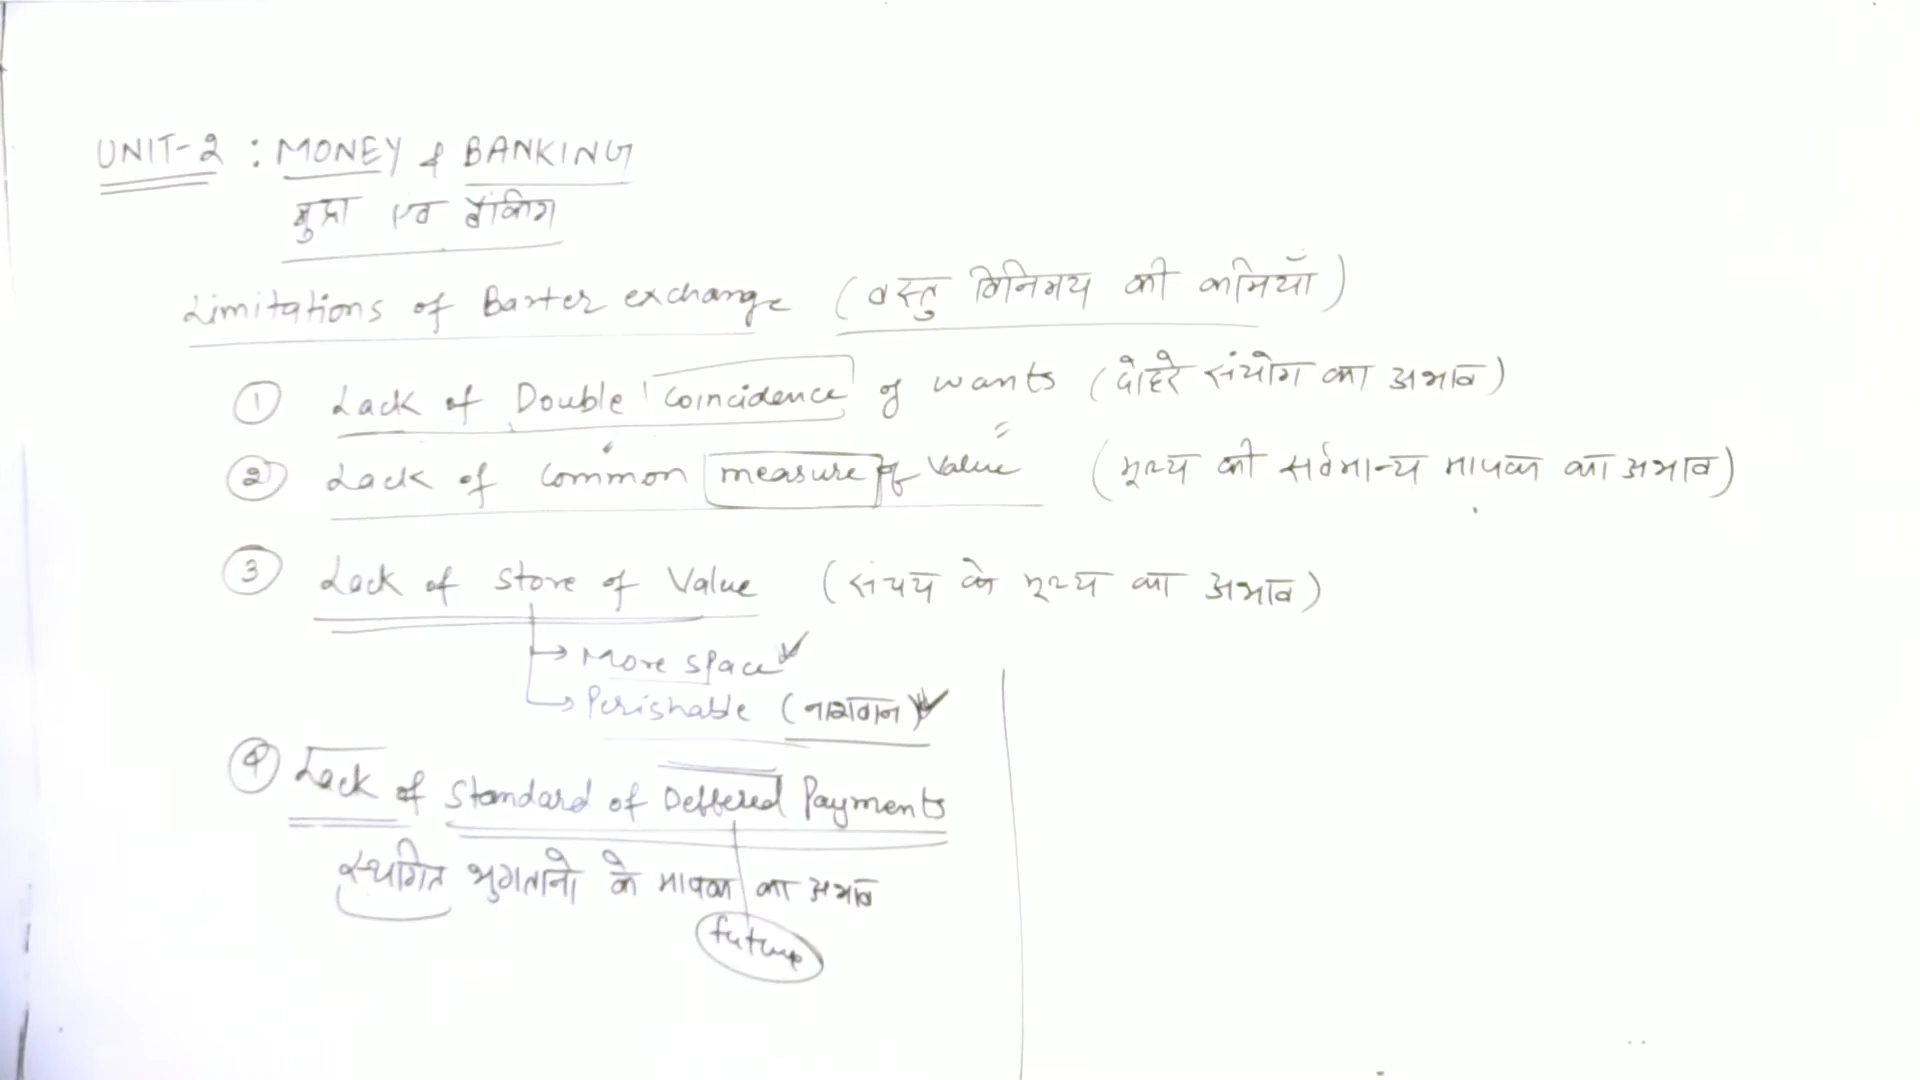 UNIT-2 : MONEY & BANKING
मुद्रा एवं बैंकिंग
Limitations of Barter exchange (वस्तु विनिमय की कमियाँ)
① Lack of Double Coincidence of wants (दोहरे संयोग का अभाव)
② Lack of Common measure of Value (मूल्य की सर्वमान्य मापक का अभाव)
③ Lack of Store of Value (संचय के मूल्य का अभाव)
→ More space ✓
→ Perishable (नाशवान) ✓
④ Lack of Standard of Deffered Payments
स्थगित भुगतानो के मापक का अभाव
future